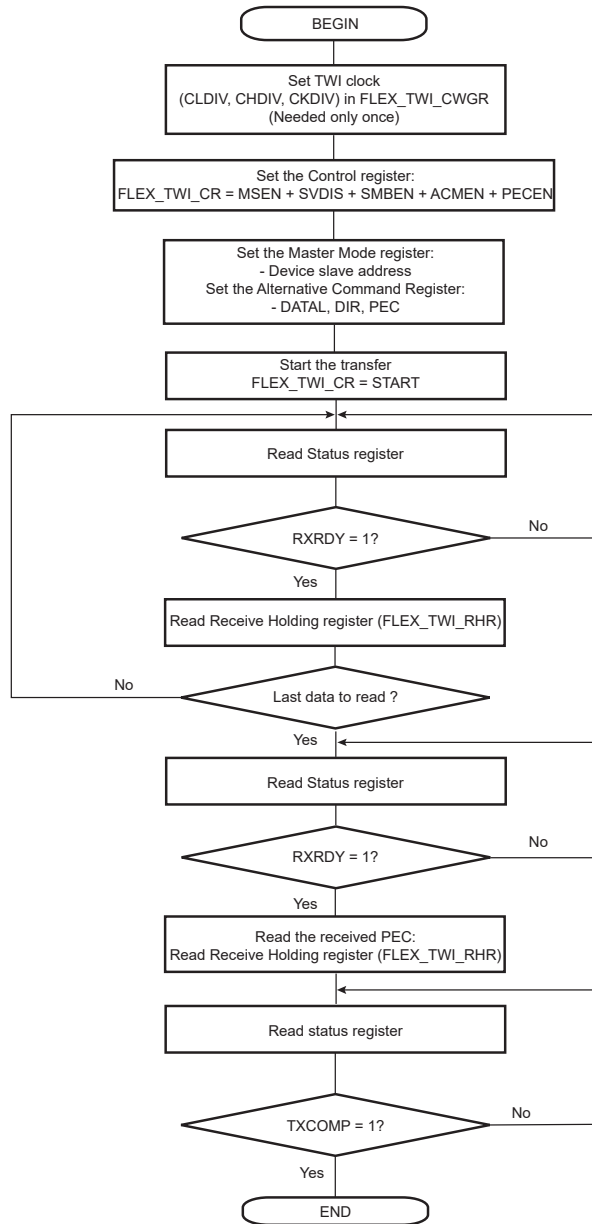 BEGIN
Set TWI clock
(CLDIV, CHDIV, CKDIV) in FLEX_TWI_CWGR
(Needed only once)
Set the Control register:
FLEX_TWI_CR = MSEN + SVDIS + SMBEN + ACMEN + PECEN
Set the Master Mode register:
- Device slave address
Set the Alternative Command Register:
- DATAL, DIR, PEC
Start the transfer
FLEX_TWI_CR = START
Read Status register
RXRDY = 1?
No
Yes
Read Receive Holding register (FLEX_TWI_RHR)
No
Last data to read ?
Yes
Read Status register
RXRDY = 1?
No
Yes
Read the received PEC:
Read Receive Holding register (FLEX_TWI_RHR)
Read status register
TXCOMP = 1?
No
Yes
END